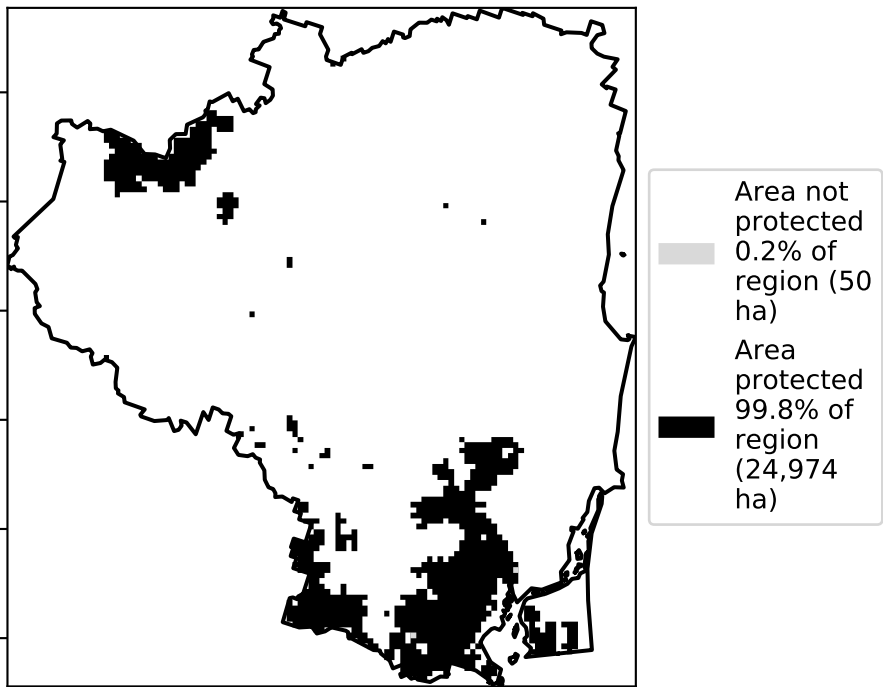 Area not
protected
0.2% of
region (50
ha)
Area
protected
99.8% of
region
(24,974
ha)